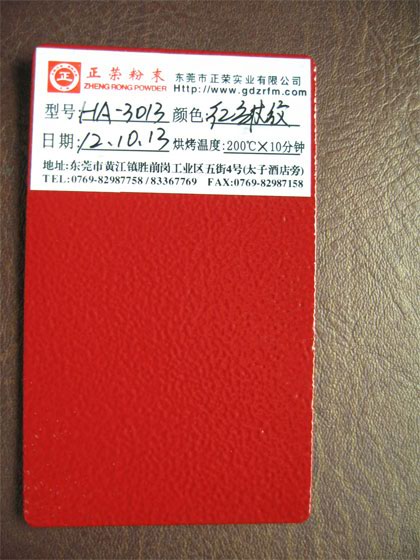 正荣粉末 东莞市正荣实业有限公司
ZHENG RONG POWDER Http://www.gdzrfm.com
型号:HA-3013 颜色:红色皱纹
日期:12.10.13 烘烤温度:200℃×10分钟
地址:东莞市黄江镇胜前岗工业区五街4号(太子酒店旁)
TEL:0769-82987758/83367769 FAX:0769-82987158